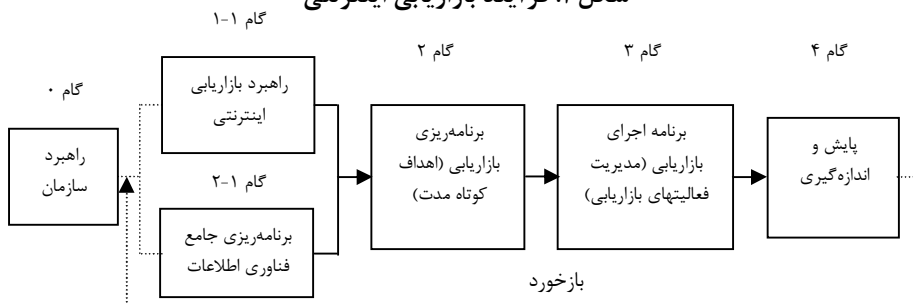 شکل ۱. فرایند بازاریابی اینترنتی
گام ۰
راهبرد
سازمان
گام ۱-۱
راهبرد بازاریابی
اینترنتی
گام ۱-۲
برنامه‌ریزی جامع
فناوری اطلاعات
گام ۲
برنامه‌ریزی
بازاریابی (اهداف
کوتاه مدت)
گام ۳
برنامه اجرای
بازاریابی (مدیریت
فعالیتهای بازاریابی)
گام ۴
پایش و
اندازه‌گیری
بازخورد